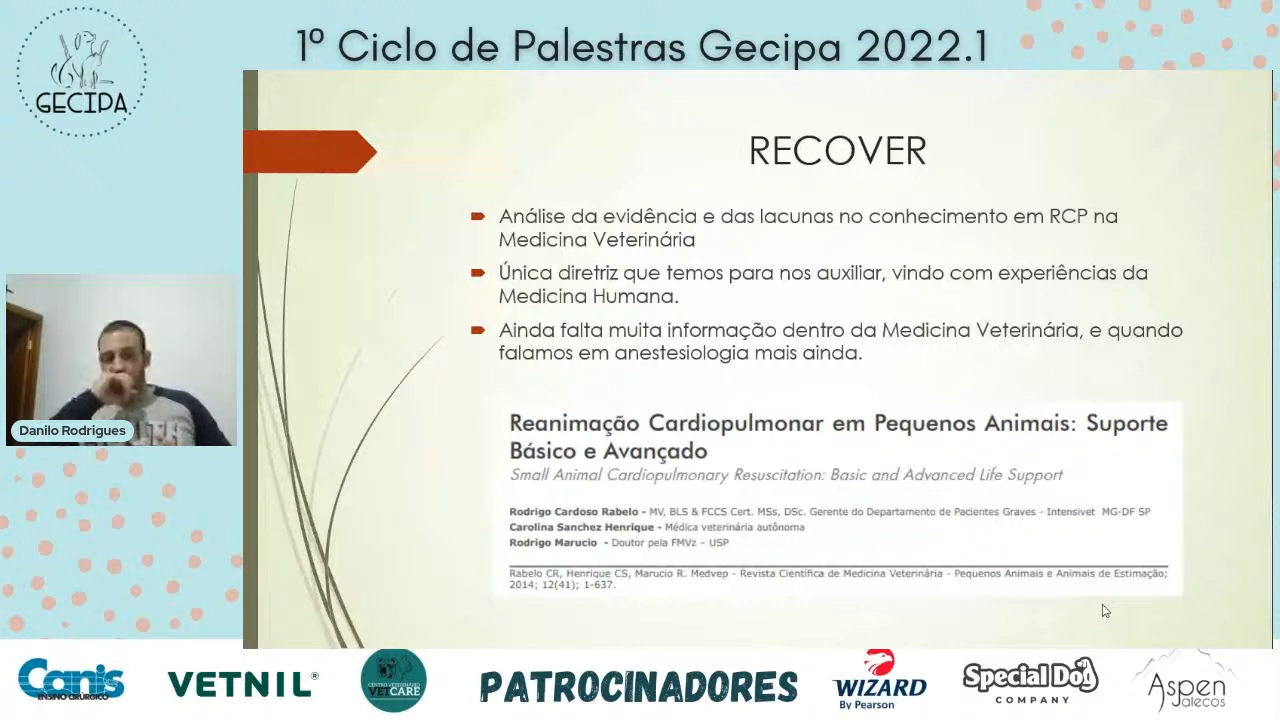 1º Ciclo de Palestras Gecipa 2022.1
GECIPA
RECOVER
Análise da evidência e das lacunas no conhecimento em RCP na
Medicina Veterinária
Única diretriz que temos para nos auxiliar, vindo com experiências da
Medicina Humana.
Ainda falta muita informação dentro da Medicina Veterinária, e quando
falamos em anestesiologia mais ainda.
Reanimação Cardiopulmonar em Pequenos Animais: Suporte
Básico e Avançado
Small Animal Cardiopulmonary Resuscitation: Basic and Advanced Life Support
Rodrigo Cardoso Rabelo - MV, BLS & FCCS Cert. MSs, DSc. Gerente do Departamento de Pacientes Graves - Intensivet MG-DF SP
Carolina Sanchez Henrique - Médica veterinária autônoma
Rodrigo Marucio - Doutor pela FMVz - USP
Rabelo CR, Henrique CS, Marucio R. Medvep - Revista Científica de Medicina Veterinária - Pequenos Animais e Animais de Estimação;
2014; 12(41); 1-637.
Danilo Rodrigues
Canis
ENSINO CIRÚRGICO
VETNIL®
CENTRO VETERINÁRIO
VETCARE
PATROCINADORES
WIZARD
By Pearson
Special Dog
COMPANY
Aspen
Jalecos